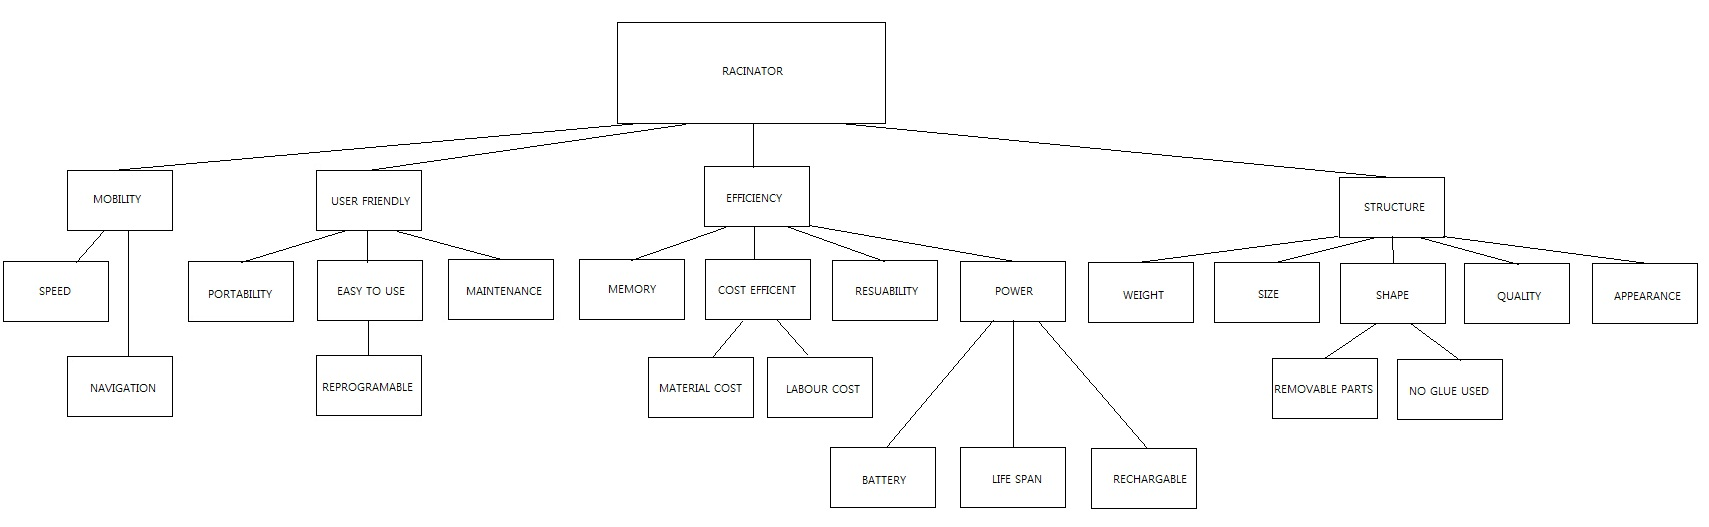 RACINATOR
MOBILITY
USER FRIENDLY
EFFICIENCY
STRUCTURE
SPEED
PORTABILITY
EASY TO USE
MAINTENANCE
MEMORY
COST EFFICENT
RESUABILITY
POWER
WEIGHT
SIZE
SHAPE
QUALITY
APPEARANCE
NAVIGATION
REPROGRAMABLE
MATERIAL COST
LABOUR COST
REMOVABLE PARTS
NO GLUE USED
BATTERY
LIFE SPAN
RECHARGABLE